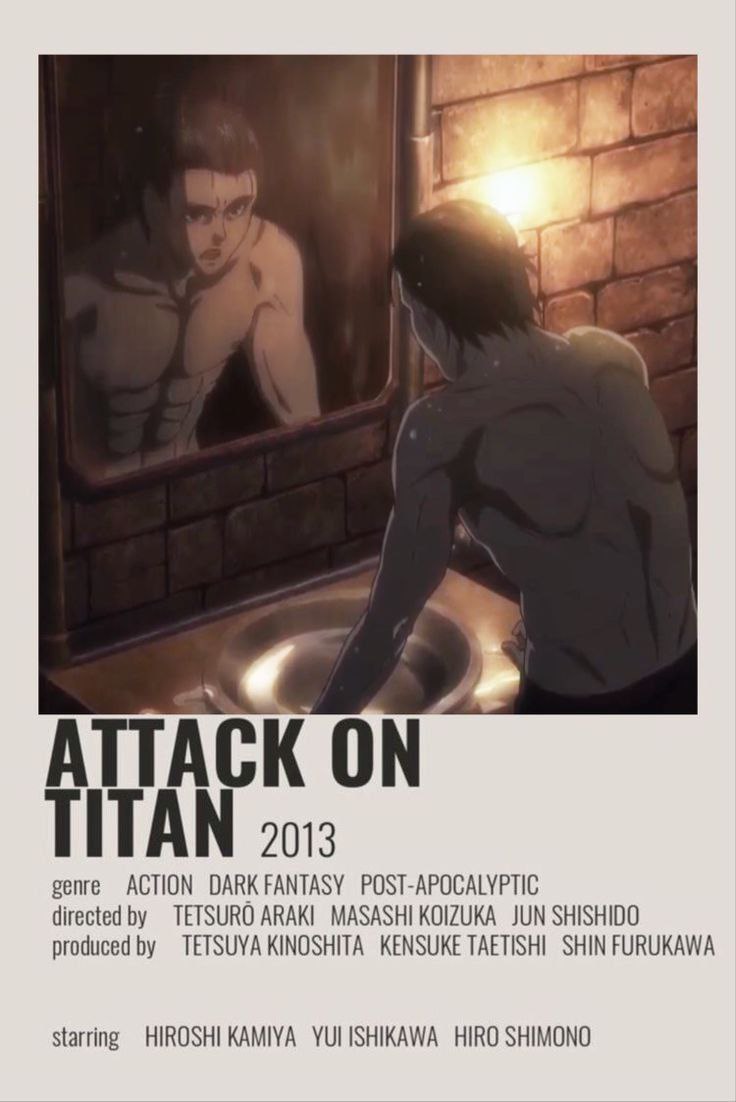 ATTACK ON
TITAN 2013
genre ACTION DARK FANTASY POST-APOCALYPTIC
directed by TETSURŌ ARAKI MASASHI KOIZUKA JUN SHISHIDO
produced by TETSUYA KINOSHITA KENSUKE TAETISHI SHIN FURUKAWA
starring HIROSHI KAMIYA YUI ISHIKAWA HIRO SHIMONO